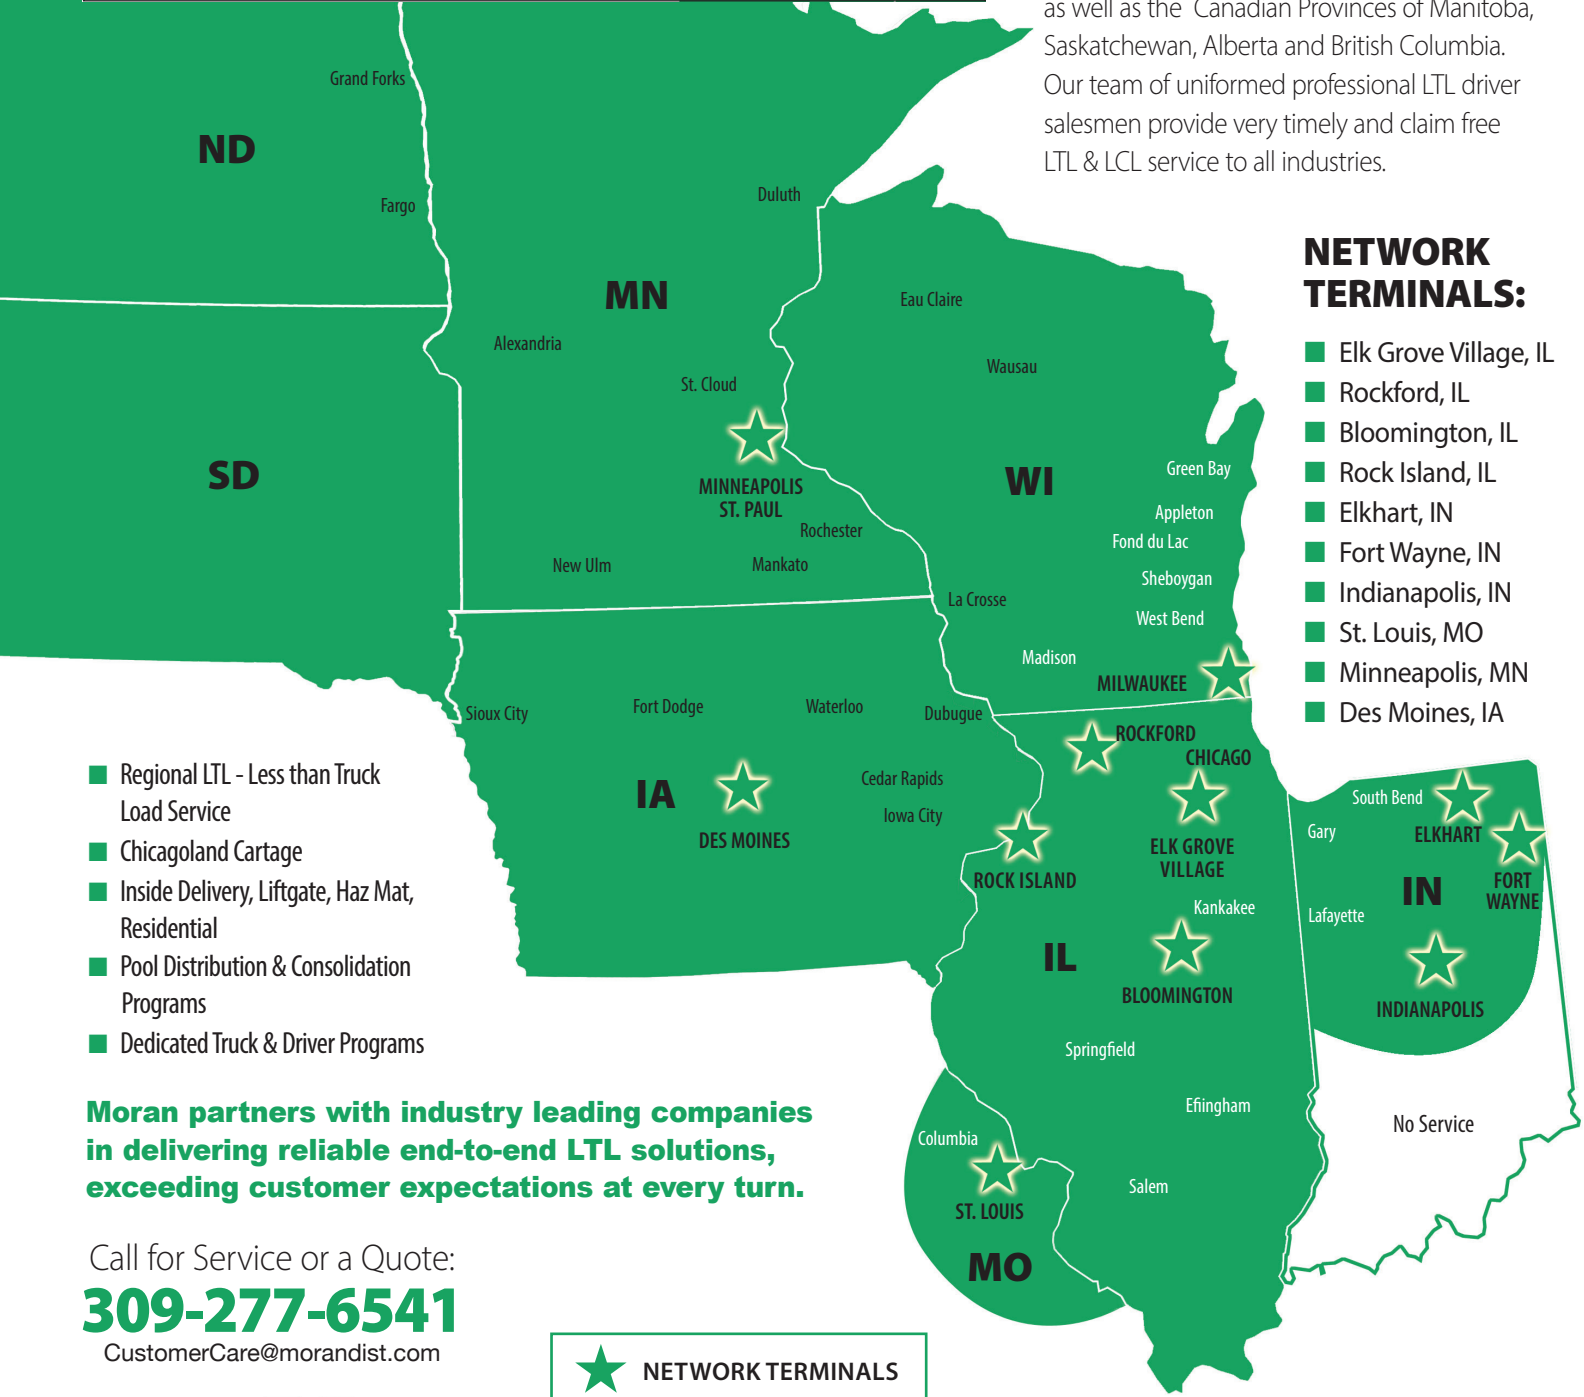 as well as the Canadian Provinces of Manitoba,
Saskatchewan, Alberta and British Columbia.
Our team of uniformed professional LTL driver
salesmen provide very timely and claim free
LTL & LCL service to all industries.
NETWORK
TERMINALS:
Elk Grove Village, IL
Rockford, IL
Bloomington, IL
Rock Island, IL
Elkhart, IN
Fort Wayne, IN
Indianapolis, IN
St. Louis, MO
Minneapolis, MN
Des Moines, IA
Grand Forks
ND
Fargo
SD
Duluth
MN
Alexandria
St. Cloud
MINNEAPOLIS
ST. PAUL
Rochester
New Ulm
Mankato
Eau Claire
Wausau
WI
Green Bay
Appleton
Fond du Lac
Sheboygan
La Crosse
West Bend
Madison
MILWAUKEE
Sioux City
Fort Dodge
Waterloo
Dubugue
IA
Cedar Rapids
Iowa City
DES MOINES
ROCKFORD
CHICAGO
ELK GROVE
VILLAGE
ROCK ISLAND
Kankakee
IL
BLOOMINGTON
Springfield
Efiingham
Salem
South Bend
Gary
ELKHART
IN
FORT
WAYNE
Lafayette
INDIANAPOLIS
No Service
Columbia
ST. LOUIS
MO
Regional LTL - Less than Truck
Load Service
Chicagoland Cartage
Inside Delivery, Liftgate, Haz Mat,
Residential
Pool Distribution & Consolidation
Programs
Dedicated Truck & Driver Programs
Moran partners with industry leading companies
in delivering reliable end-to-end LTL solutions,
exceeding customer expectations at every turn.
Call for Service or a Quote:
309-277-6541
CustomerCare@morandist.com
NETWORK TERMINALS